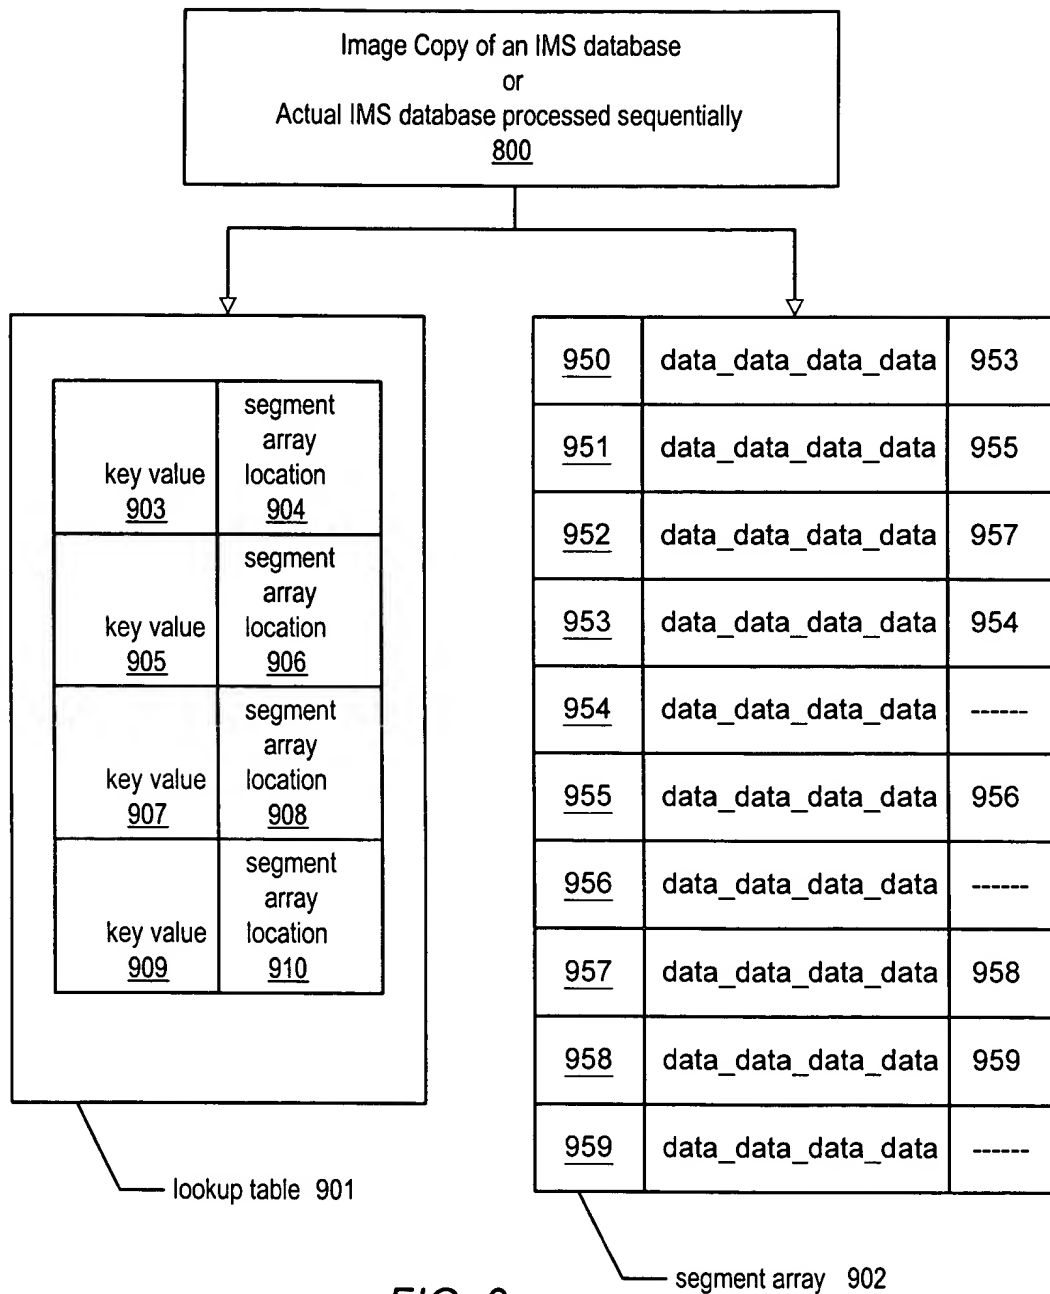 Image Copy of an IMS database
or
Actual IMS database processed sequentially
800
key value
903
segment
array
location
904
key value
905
segment
array
location
906
key value
907
segment
array
location
908
key value
909
segment
array
location
910
lookup table 901
950 data_data_data_data 953
951 data_data_data_data 955
952 data_data_data_data 957
953 data_data_data_data 954
954 data_data_data_data ------
955 data_data_data_data 956
956 data_data_data_data ------
957 data_data_data_data 958
958 data_data_data_data 959
959 data_data_data_data ------
segment array 902